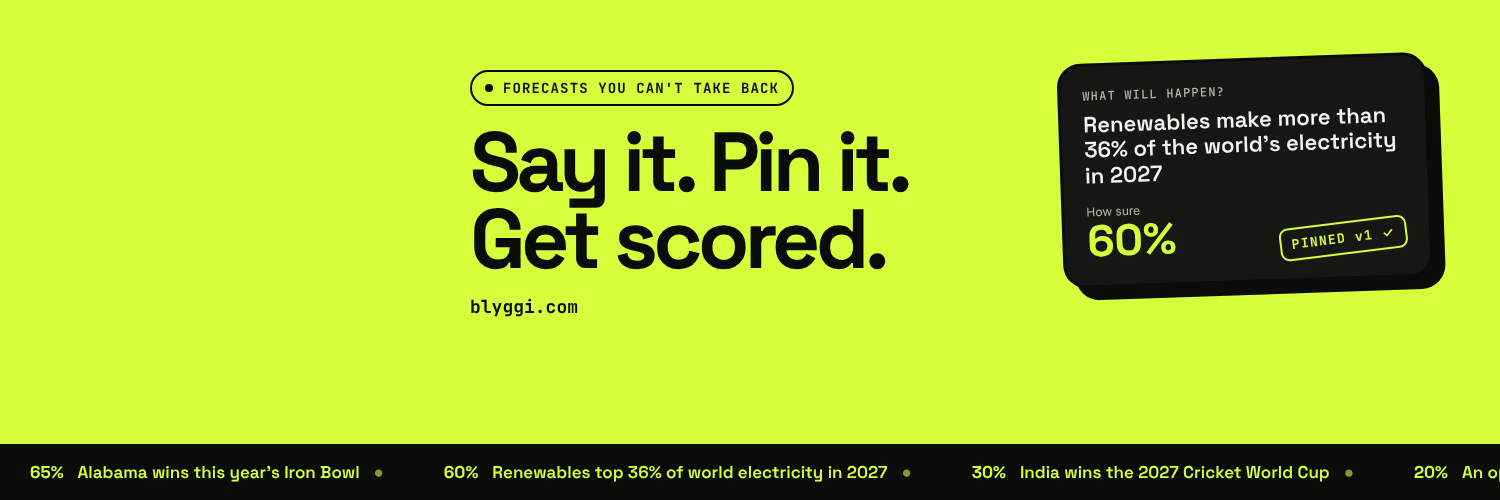 FORECASTS YOU CAN'T TAKE BACK
Say it. Pin it.
Get scored.
blyggi.com
WHAT WILL HAPPEN?
Renewables make more than
36% of the world's electricity
in 2027
How sure
60%
PINNED v1 ✓
65% Alabama wins this year's Iron Bowl • 60% Renewables top 36% of world electricity in 2027 • 30% India wins the 2027 Cricket World Cup • 20%